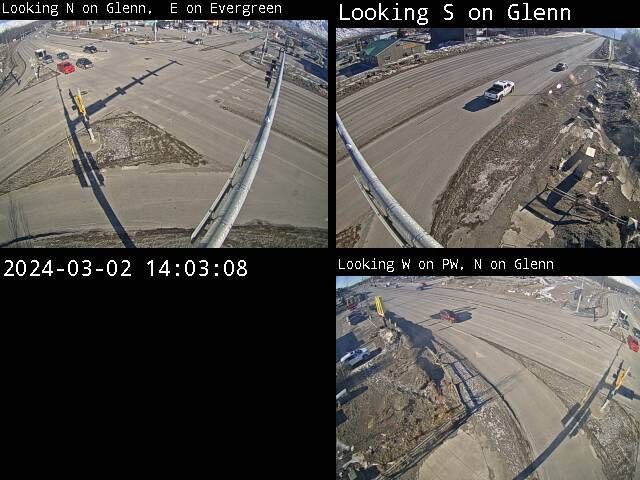 Looking N on Glenn,  E on Evergreen
Looking S on Glenn
2024-03-02 14:03:08
Looking W on PW, N on Glenn